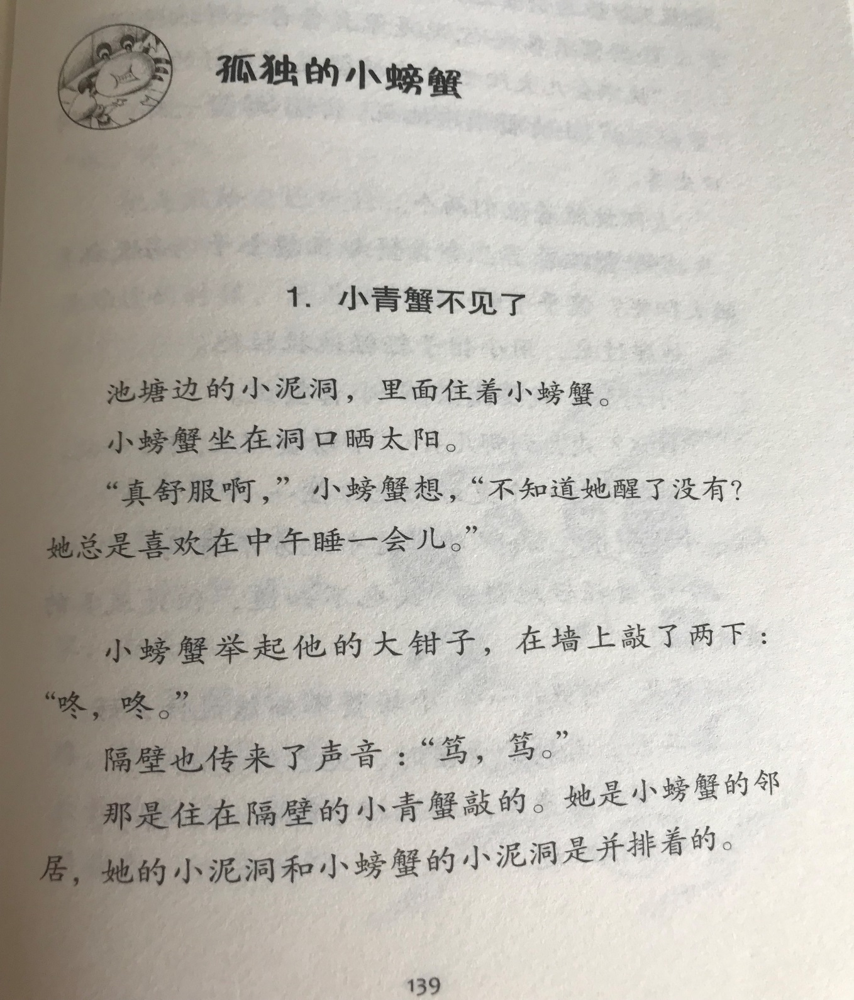 孤独的小螃蟹
1. 小青蟹不见了
池塘边的小泥洞，里面住着小螃蟹。
小螃蟹坐在洞口晒太阳。
“真舒服啊，”小螃蟹想，“不知道她醒了没有？
她总是喜欢在中午睡一会儿。”
小螃蟹举起他的大钳子，在墙上敲了两下：
“咚，咚。”
隔壁也传来了声音：“笃，笃。”
那是住在隔壁的小青蟹敲的。她是小螃蟹的邻
居，她的小泥洞和小螃蟹的小泥洞是并排着的。
139